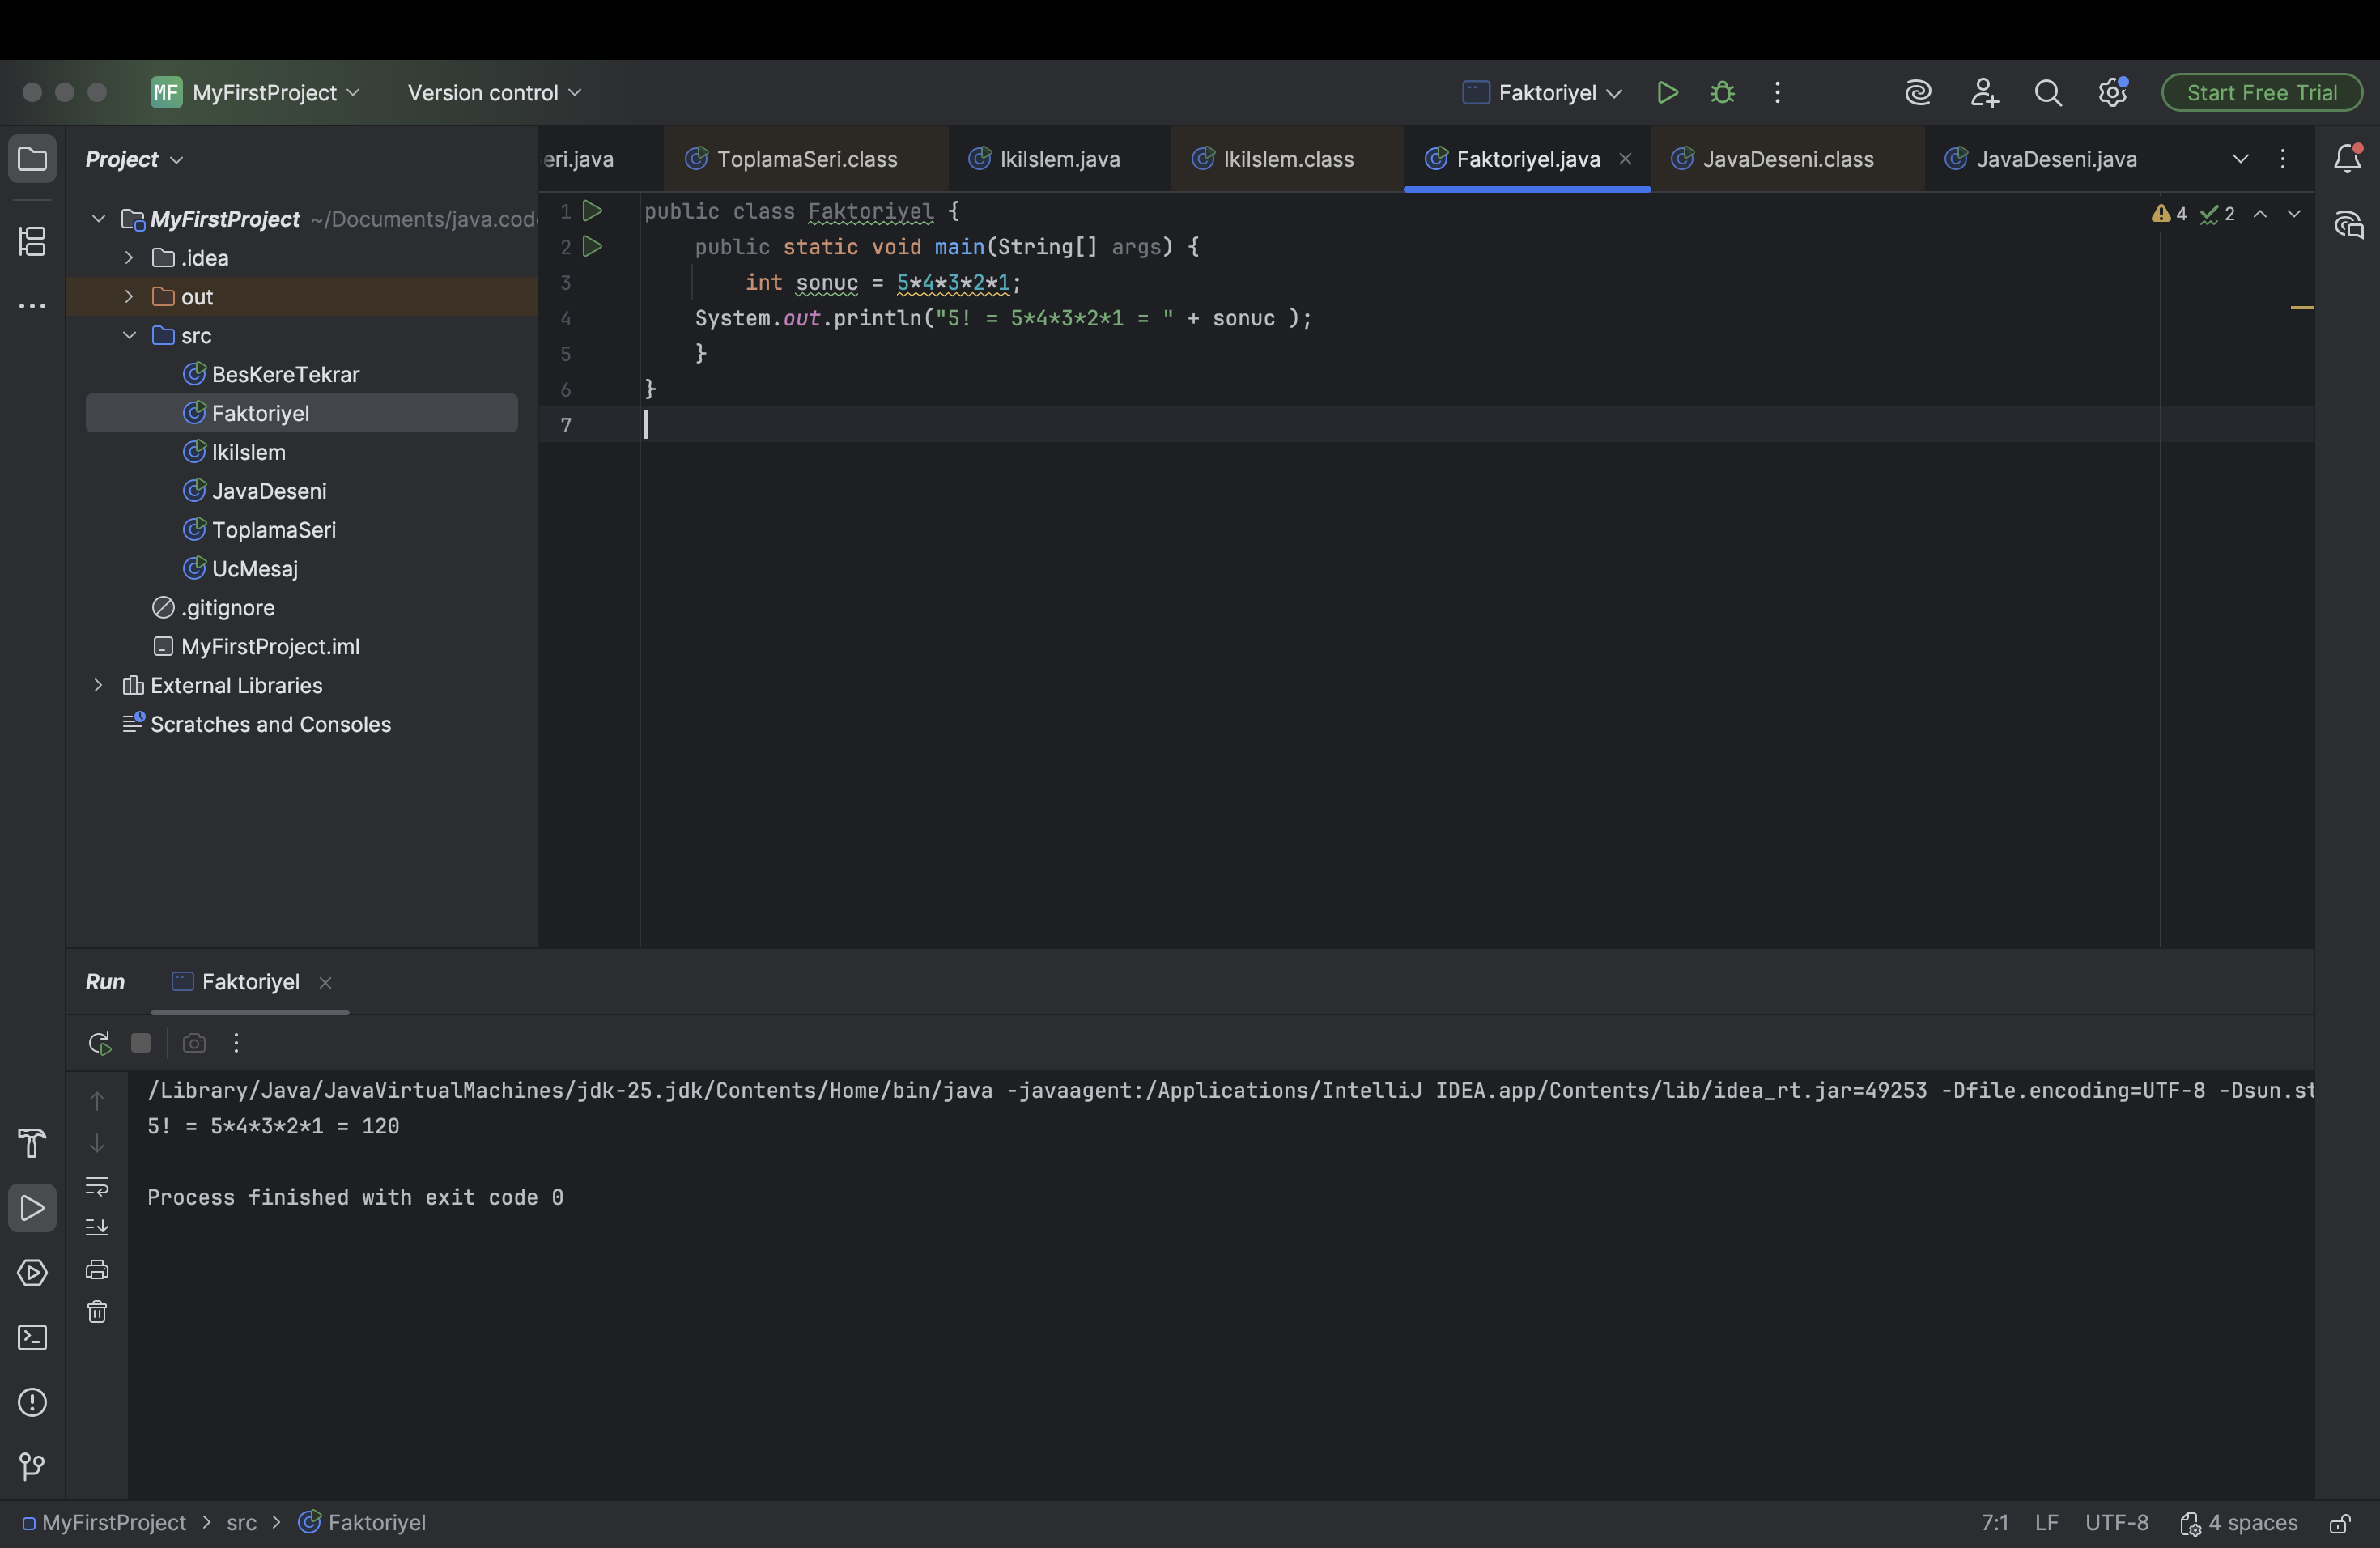 MF MyFirstProject Version control Faktoriyel Start Free Trial
Project
eri.java ToplamaSeri.class IkiIslem.java IkiIslem.class Faktoriyel.java JavaDeseni.class JavaDeseni.java
MyFirstProject ~/Documents/java.cod
.idea
out
src
BesKereTekrar
Faktoriyel
IkiIslem
JavaDeseni
ToplamaSeri
UcMesaj
.gitignore
MyFirstProject.iml
External Libraries
Scratches and Consoles
1 public class Faktoriyel {
2 public static void main(String[] args) {
3 int sonuc = 5*4*3*2*1;
4 System.out.println("5! = 5*4*3*2*1 = " + sonuc );
5 }
6 }
7
4 2
Run Faktoriyel
/Library/Java/JavaVirtualMachines/jdk-25.jdk/Contents/Home/bin/java -javaagent:/Applications/IntelliJ IDEA.app/Contents/lib/idea_rt.jar=49253 -Dfile.encoding=UTF-8 -Dsun.st
5! = 5*4*3*2*1 = 120
Process finished with exit code 0
MyFirstProject > src > Faktoriyel 7:1 LF UTF-8 4 spaces